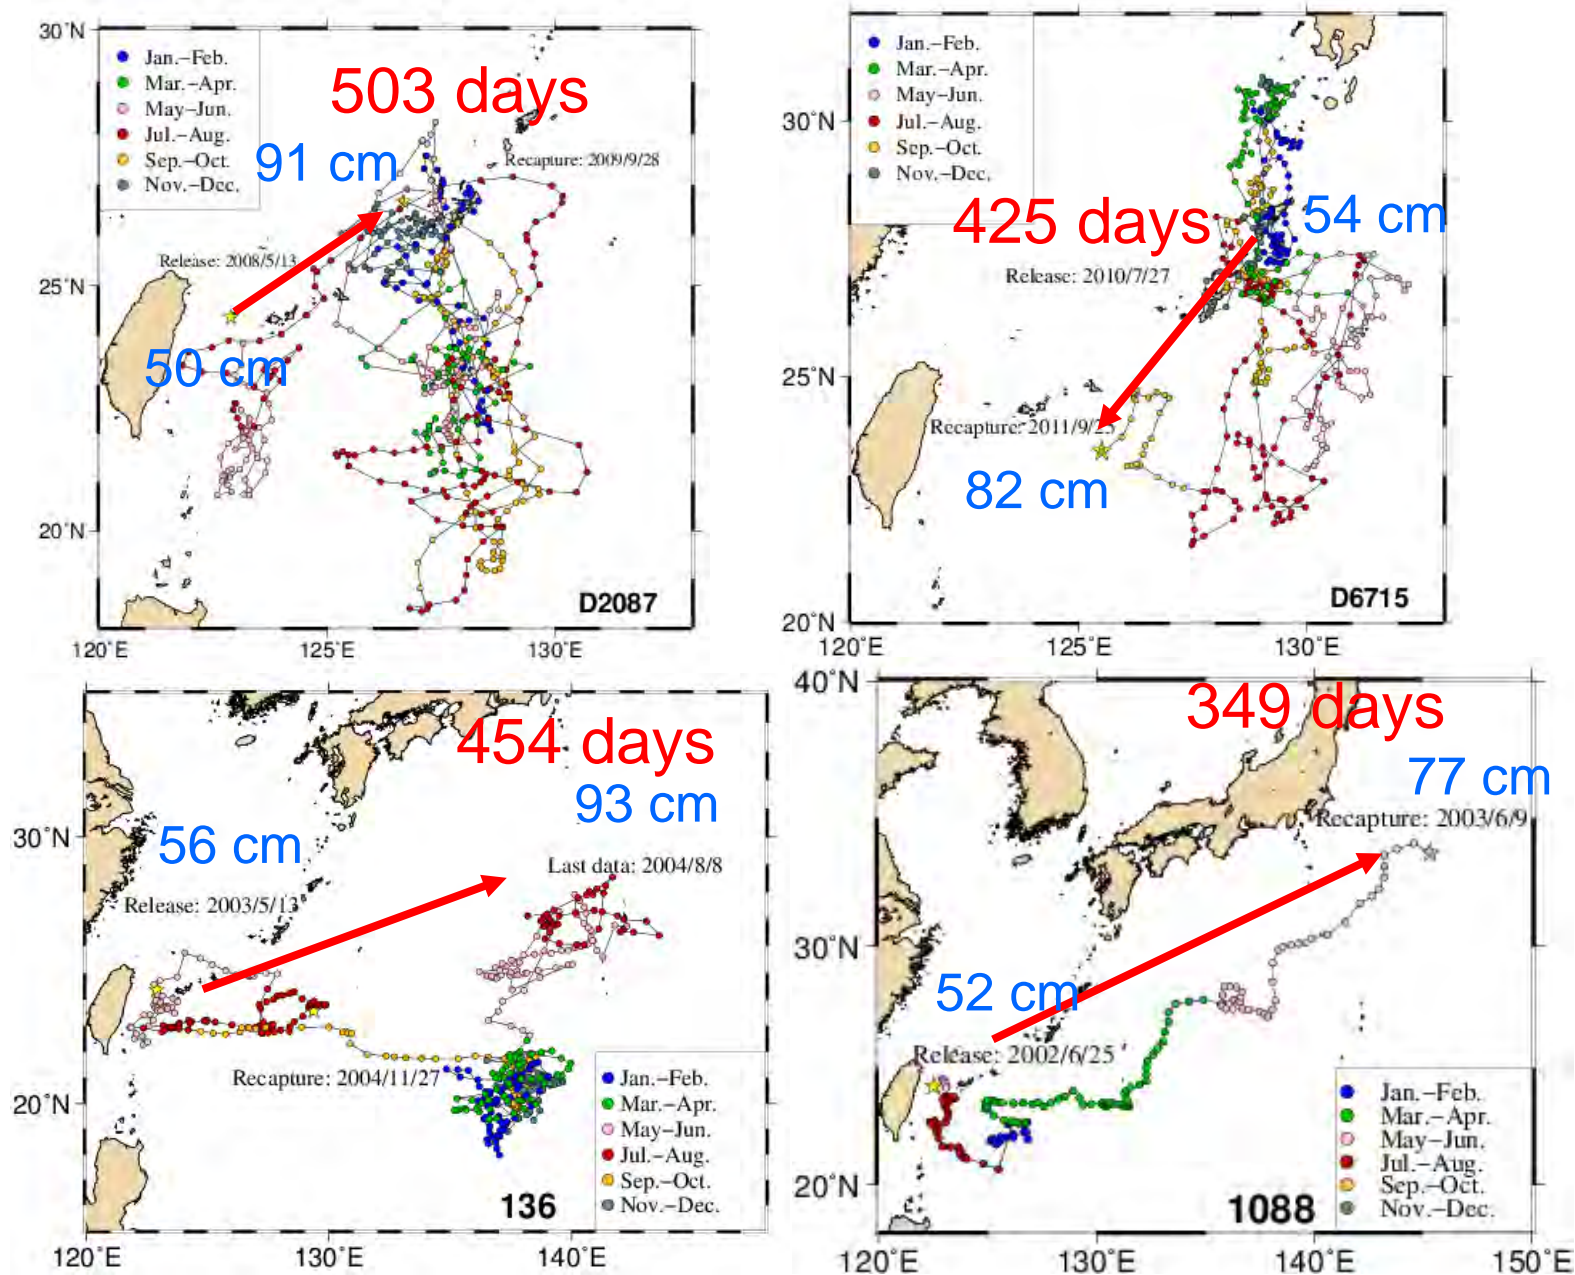 30°N
Jan.-Feb.
Mar.-Apr.
May-Jun.
Jul.-Aug.
Sep.-Oct.
Nov.-Dec.
503 days
91 cm
Recapture: 2009/9/28
Release: 2008/5/13
25°N
50 cm
20°N
D2087
120°E
125°E
130°E
Jan.-Feb.
Mar.-Apr.
May-Jun.
Jul.-Aug.
Sep.-Oct.
Nov.-Dec.
30°N
425 days
54 cm
Release: 2010/7/27
25°N
Recapture: 2011/9/25
82 cm
D6715
20°N
120°E
125°E
130°E
454 days
93 cm
30°N
56 cm
Last data: 2004/8/8
Release: 2003/5/13
Recapture: 2004/11/27
20°N
Jan.-Feb.
Mar.-Apr.
May-Jun.
Jul.-Aug.
Sep.-Oct.
Nov.-Dec.
136
120°E
130°E
140°E
40°N
349 days
77 cm
Recapture: 2003/6/9
30°N
52 cm
Release: 2002/6/25
Jan.-Feb.
Mar.-Apr.
May-Jun.
Jul.-Aug.
Sep.-Oct.
Nov.-Dec.
20°N
1088
120°E
130°E
140°E
150°E